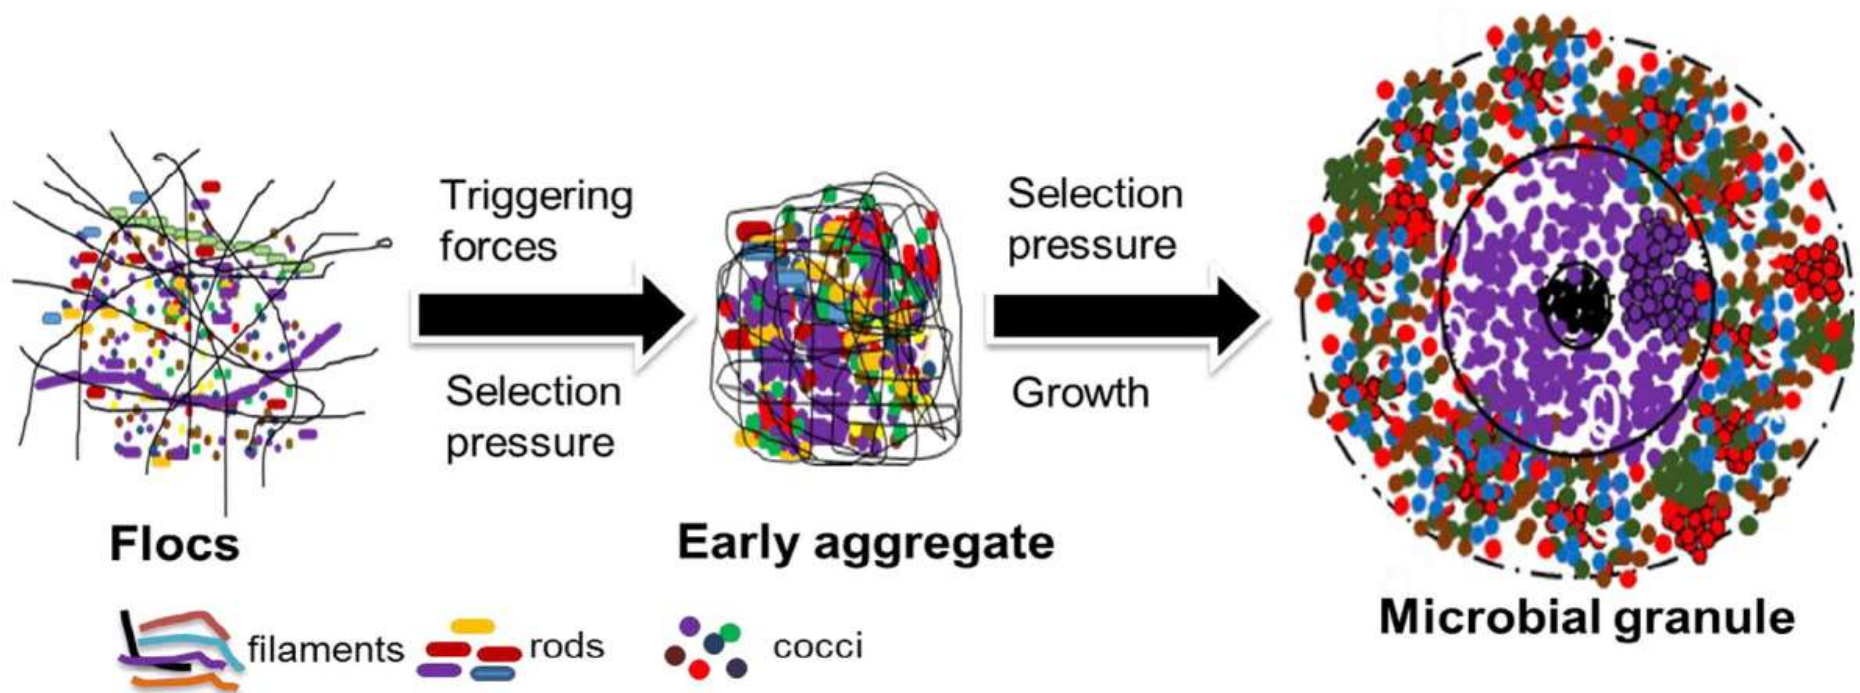 Triggering
forces
Selection
pressure
Selection
pressure
Growth
Flocs
Early aggregate
Microbial granule
filaments
rods
cocci